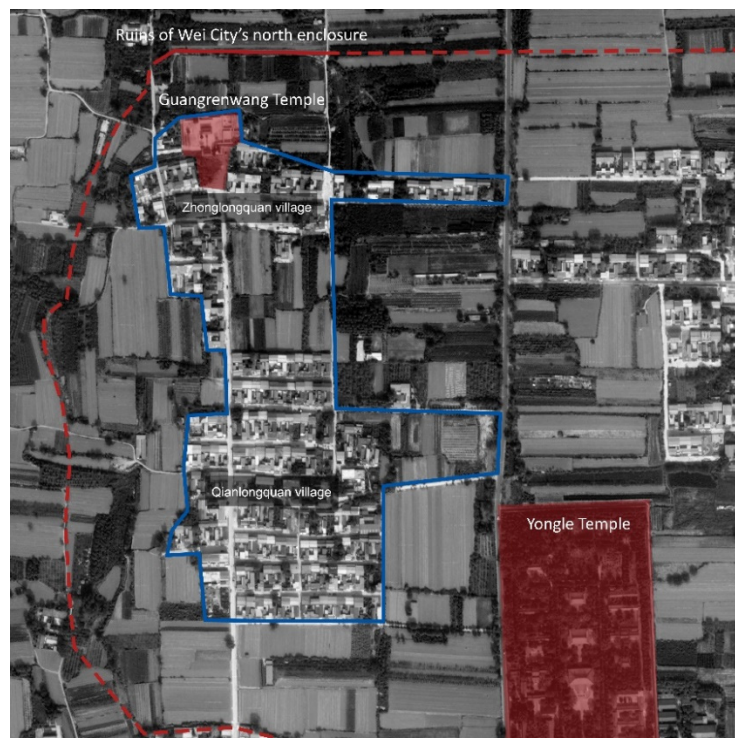 Ruins of Wei City’s north enclosure
Guangrenwang Temple
Zhonglongquan village
Qianlongquan village
Yongle Temple